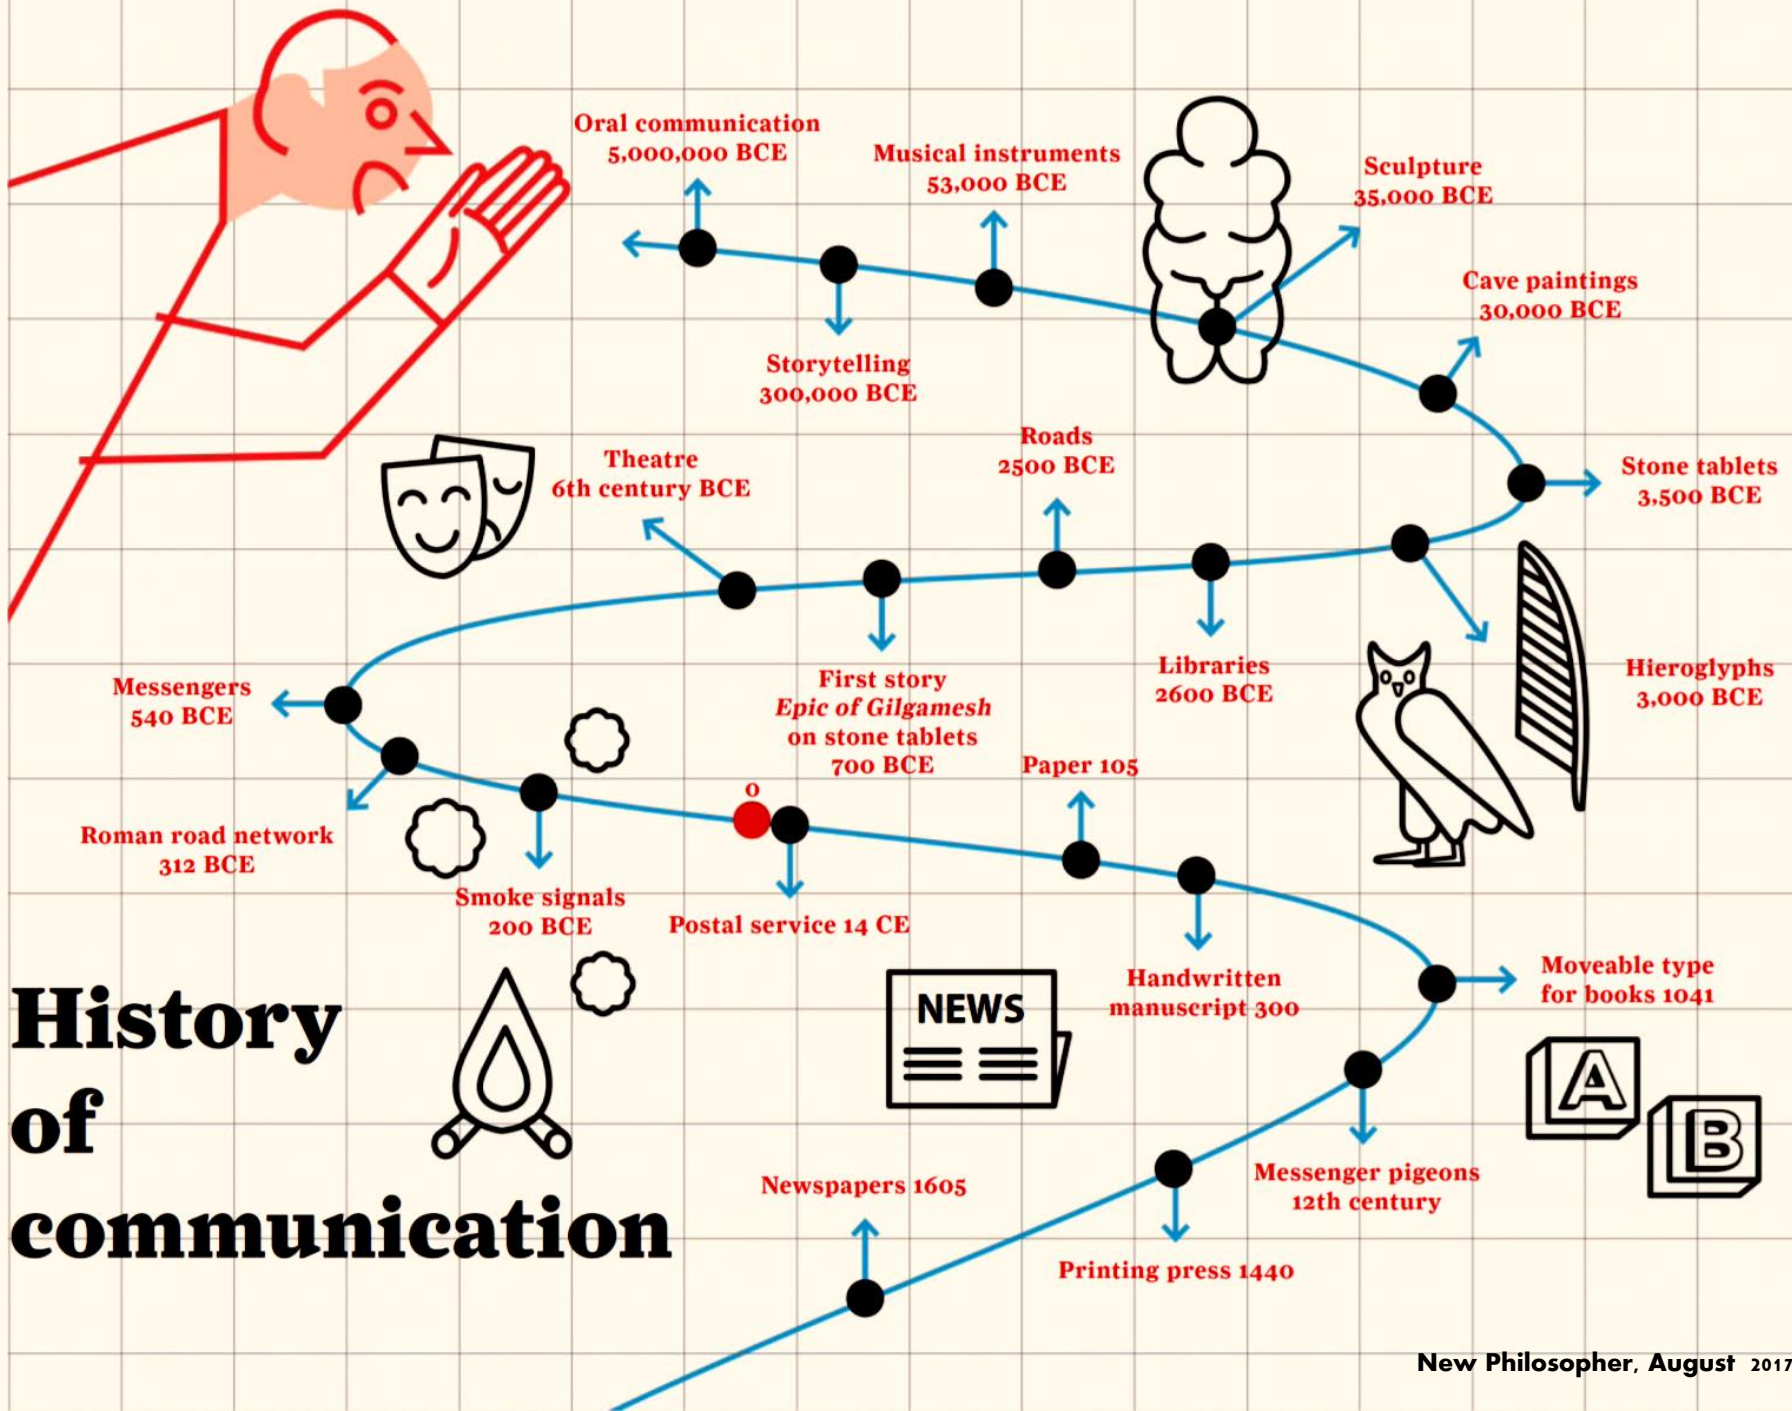 Oral communication
5,000,000 BCE
Musical instruments
53,000 BCE
Sculpture
35,000 BCE
Cave paintings
30,000 BCE
Storytelling
300,000 BCE
Roads
2500 BCE
Theatre
6th century BCE
Stone tablets
3,500 BCE
First story
Epic of Gilgamesh
on stone tablets
700 BCE
Libraries
2600 BCE
Hieroglyphs
3,000 BCE
Messengers
540 BCE
Paper 105
0
Roman road network
312 BCE
Smoke signals
200 BCE
Postal service 14 CE
Handwritten
manuscript 300
Moveable type
for books 1041
NEWS
A
B
History
of
communication
Messenger pigeons
12th century
Newspapers 1605
Printing press 1440
New Philosopher, August 2017